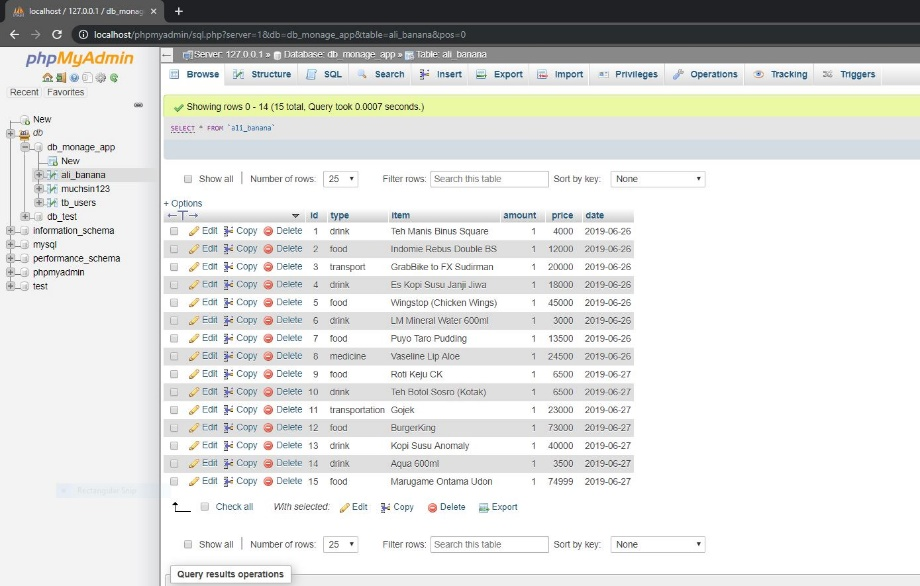 localhost / 127.0.0.1 / db_monag
localhost/phpmyadmin/sql.php?server=1&db=db_monage_app&table=ali_banana&pos=0
phpMyAdmin
Server: 127.0.0.1 » Database: db_monage_app » Table: ali_banana
Browse Structure SQL Search Insert Export Import Privileges Operations Tracking Triggers
Recent Favorites
Showing rows 0 - 14 (15 total, Query took 0.0007 seconds.)
SELECT * FROM `ali_banana`
New
db
db_monage_app
New
ali_banana
muchsin123
tb_users
db_test
information_schema
mysql
performance_schema
phpmyadmin
test
Show all Number of rows: 25 Filter rows: Search this table Sort by key: None
+ Options
←T→ id type item amount price date
Edit Copy Delete 1 drink Teh Manis Binus Square 1 4000 2019-06-26
Edit Copy Delete 2 food Indomie Rebus Double BS 1 12000 2019-06-26
Edit Copy Delete 3 transport GrabBike to FX Sudirman 1 20000 2019-06-26
Edit Copy Delete 4 drink Es Kopi Susu Janji Jiwa 1 18000 2019-06-26
Edit Copy Delete 5 food Wingstop (Chicken Wings) 1 45000 2019-06-26
Edit Copy Delete 6 drink LM Mineral Water 600ml 1 3000 2019-06-26
Edit Copy Delete 7 food Puyo Taro Pudding 1 13500 2019-06-26
Edit Copy Delete 8 medicine Vaseline Lip Aloe 1 24500 2019-06-26
Edit Copy Delete 9 food Roti Keju CK 1 6500 2019-06-27
Edit Copy Delete 10 drink Teh Botol Sosro (Kotak) 1 6500 2019-06-27
Edit Copy Delete 11 transportation Gojek 1 23000 2019-06-27
Edit Copy Delete 12 food BurgerKing 1 73000 2019-06-27
Edit Copy Delete 13 drink Kopi Susu Anomaly 1 40000 2019-06-27
Edit Copy Delete 14 drink Aqua 600ml 1 3500 2019-06-27
Edit Copy Delete 15 food Marugame Ontama Udon 1 74999 2019-06-27
Rectangular Snip
Check all With selected: Edit Copy Delete Export
Show all Number of rows: 25 Filter rows: Search this table Sort by key: None
Query results operations